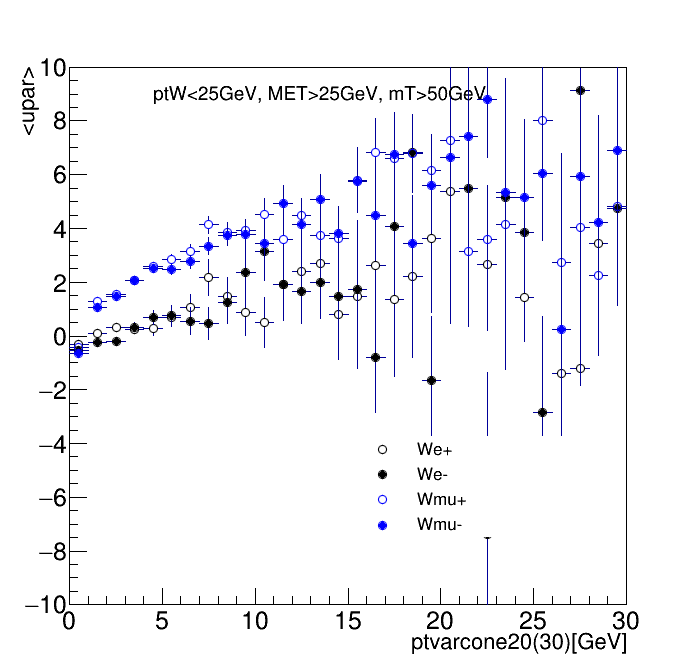 <upar>
ptW<25GeV, MET>25GeV, mT>50GeV
10
8
6
4
2
0
−2
−4
−6
−8
−10
We+
We-
Wmu+
Wmu-
0 5 10 15 20 25 30
ptvarcone20(30)[GeV]